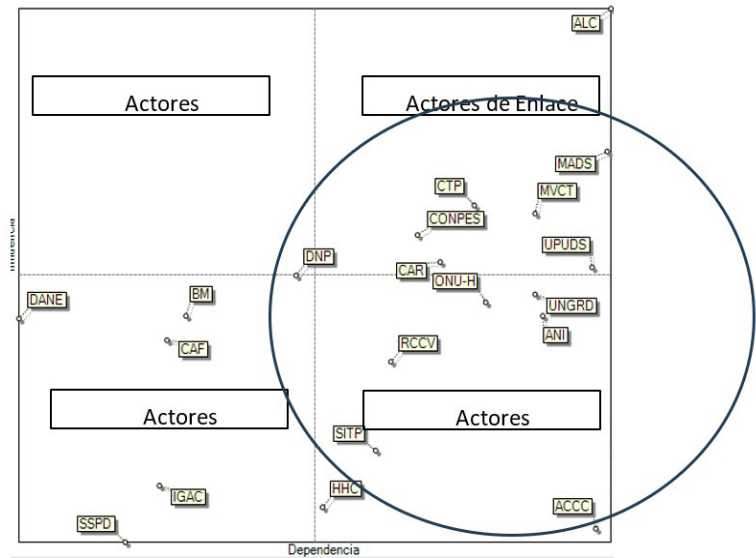 ALC
Actores
Actores de Enlace
MADS
CTP
MVCT
CONPES
UPUDS
DNP
CAR
ONU-H
DANE
BM
UNGRD
ANI
CAF
RCCV
Actores
Actores
SITP
IGAC
HHC
SSPD
ACCC
Dependencia